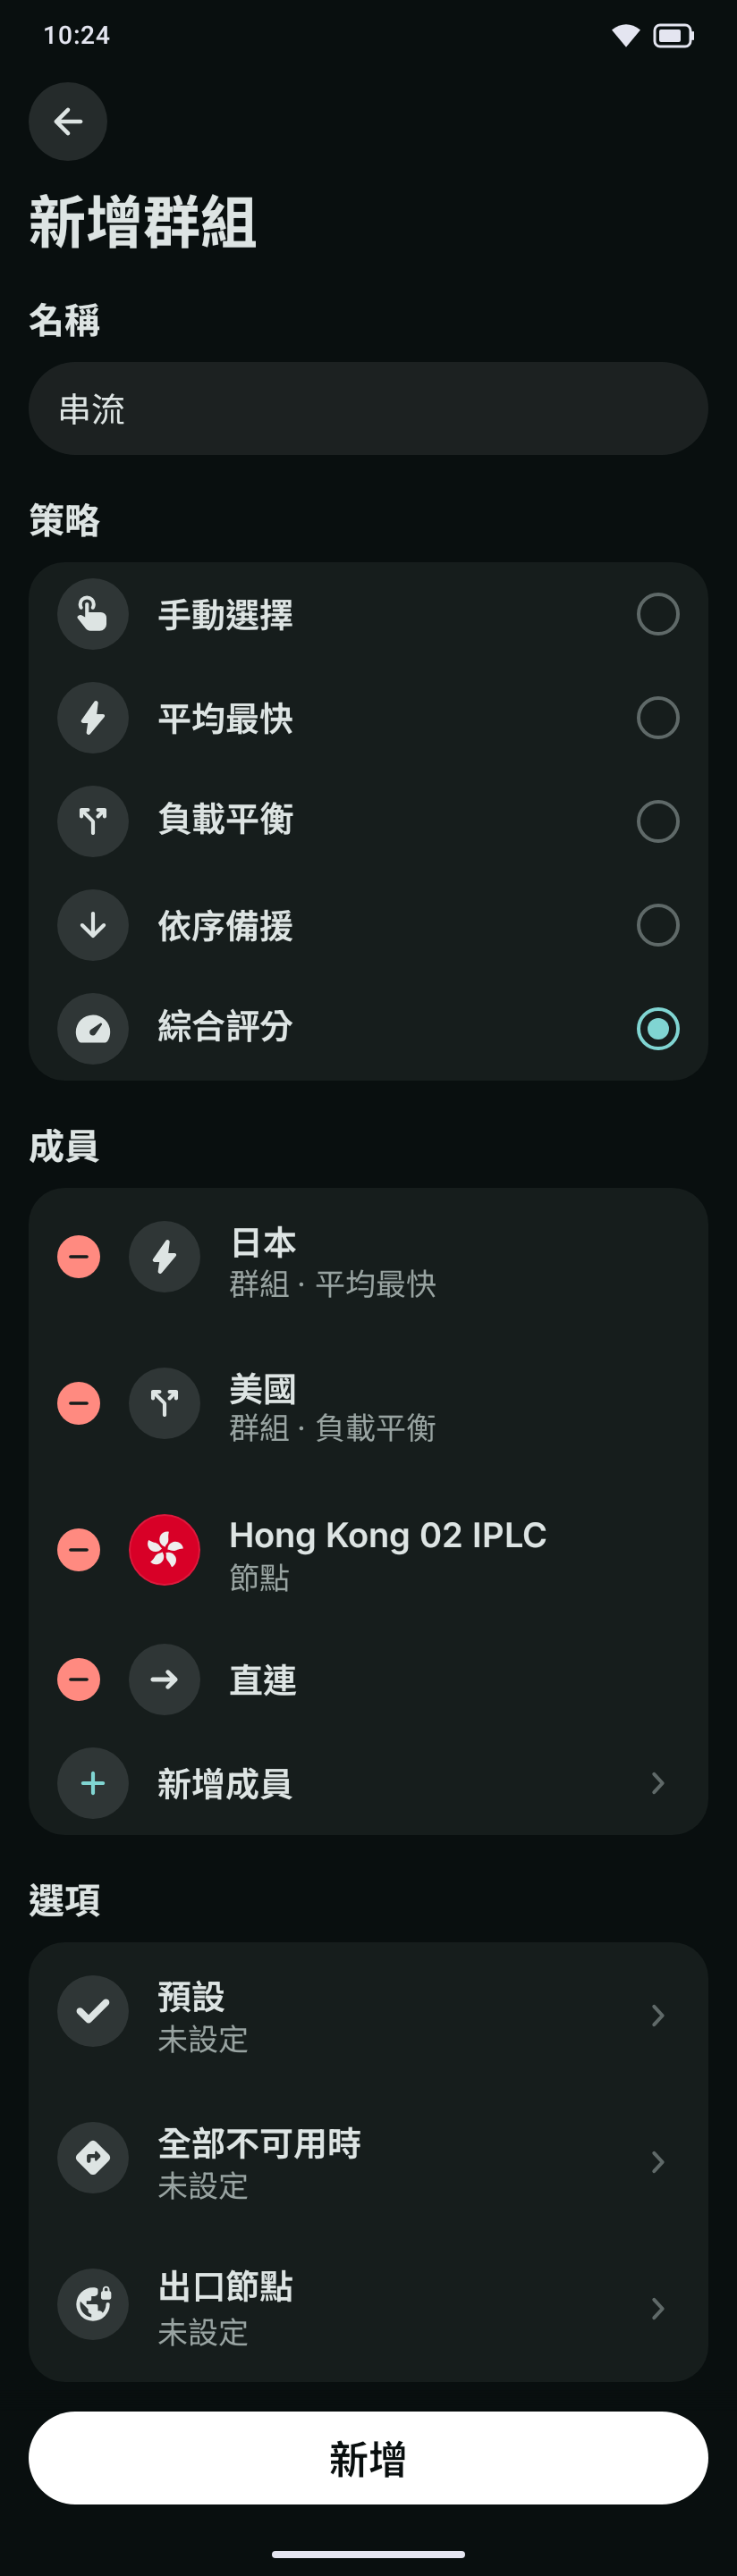 10:24
新增群組
名稱
串流
策略
手動選擇
平均最快
負載平衡
依序備援
綜合評分
成員
日本
群組 · 平均最快
美國
群組 · 負載平衡
Hong Kong 02 IPLC
節點
直連
新增成員
選項
預設
未設定
全部不可用時
未設定
出口節點
未設定
新增